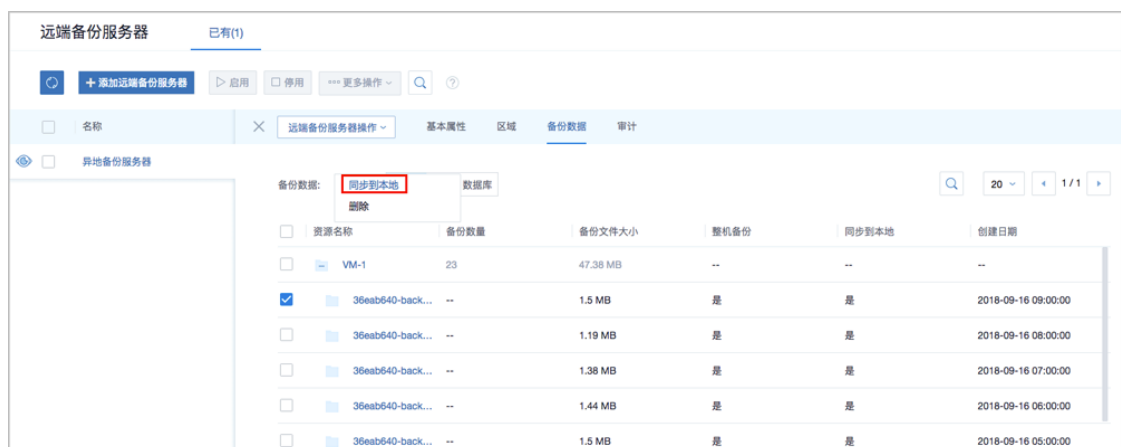 远端备份服务器 已有(1)
添加远端备份服务器 启用 停用 更多操作
名称 远端备份服务器操作 基本属性 区域 备份数据 审计
异地备份服务器
备份数据: 同步到本地 数据库 20 1 / 1
删除
资源名称 备份数量 备份文件大小 整机备份 同步到本地 创建日期
VM-1 23 47.38 MB -- -- --
36eab640-back... -- 1.5 MB 是 是 2018-09-16 09:00:00
36eab640-back... -- 1.19 MB 是 是 2018-09-16 08:00:00
36eab640-back... -- 1.38 MB 是 是 2018-09-16 07:00:00
36eab640-back... -- 1.44 MB 是 是 2018-09-16 06:00:00
36eab640-back... -- 1.5 MB 是 是 2018-09-16 05:00:00